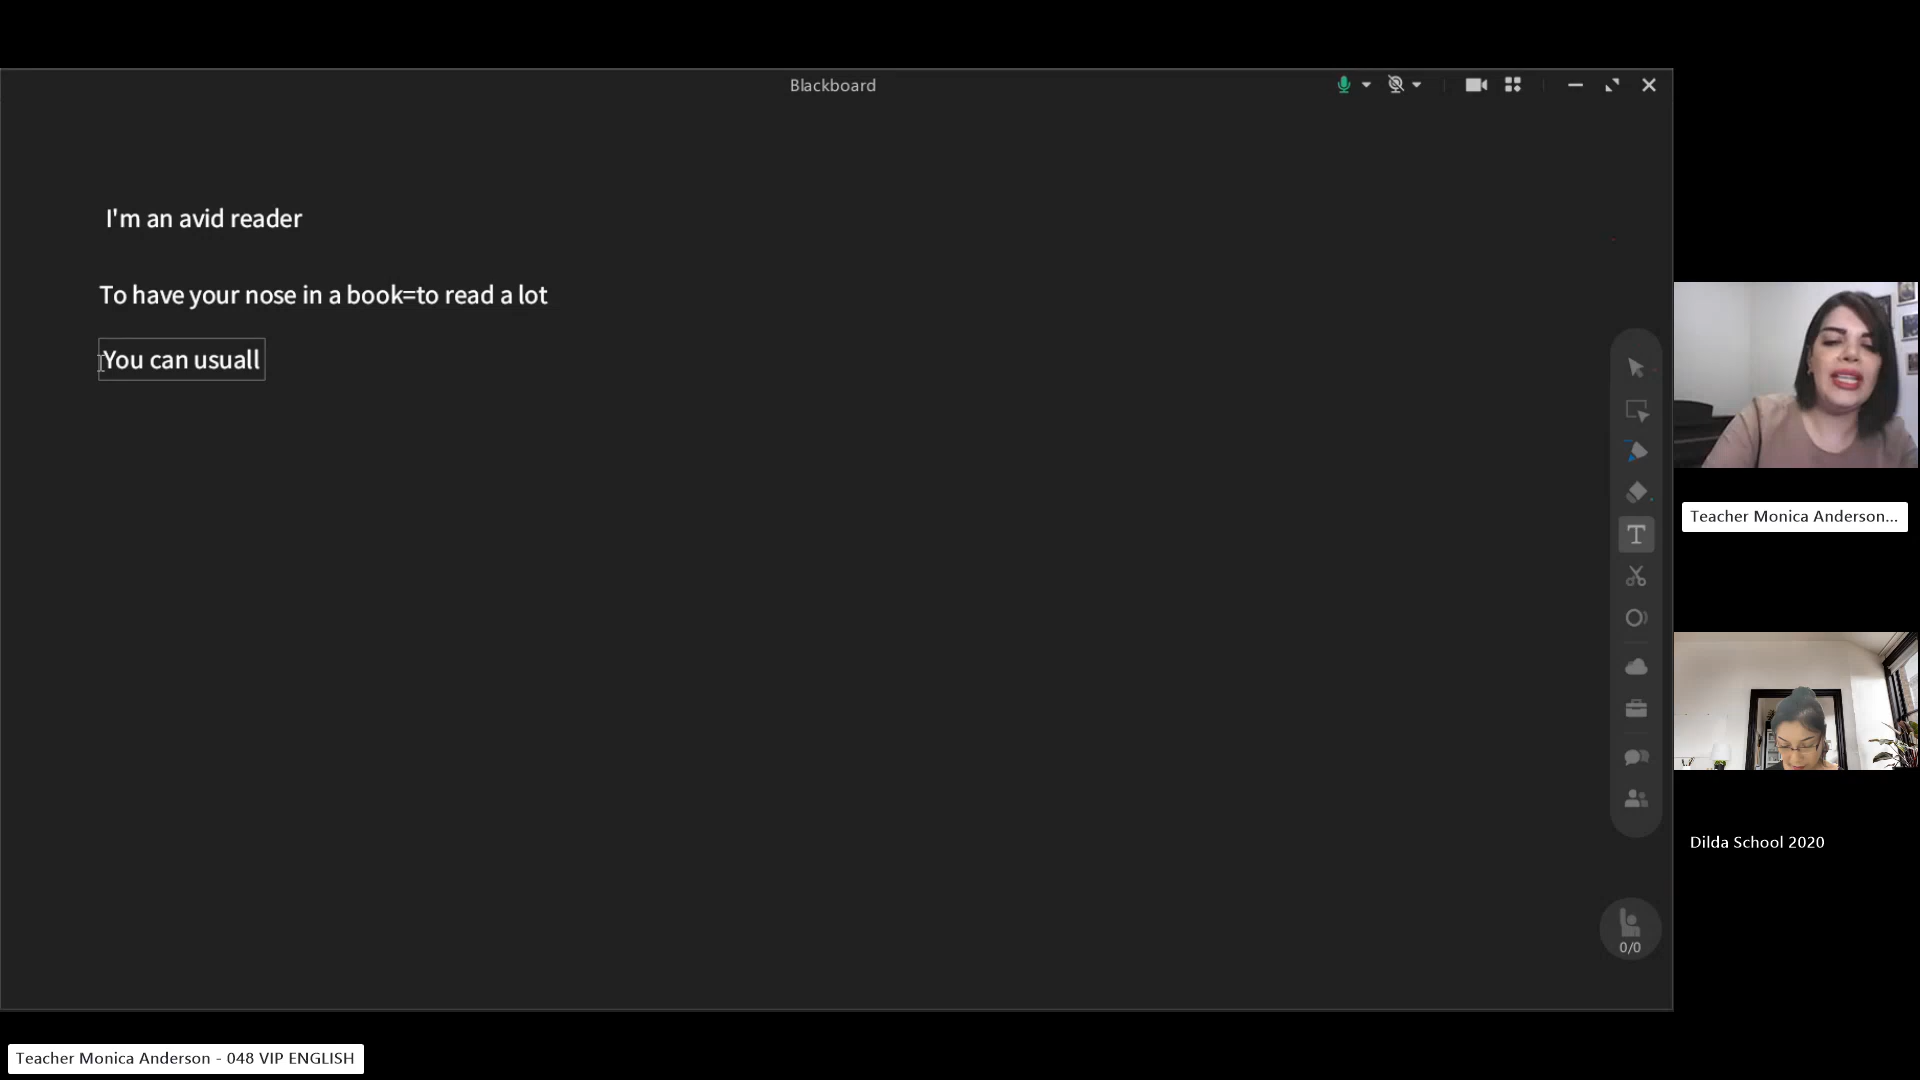 Blackboard
I'm an avid reader
To have your nose in a book=to read a lot
You can usuall
Teacher Monica Anderson...
Dilda School 2020
0/0
Teacher Monica Anderson - 048 VIP ENGLISH